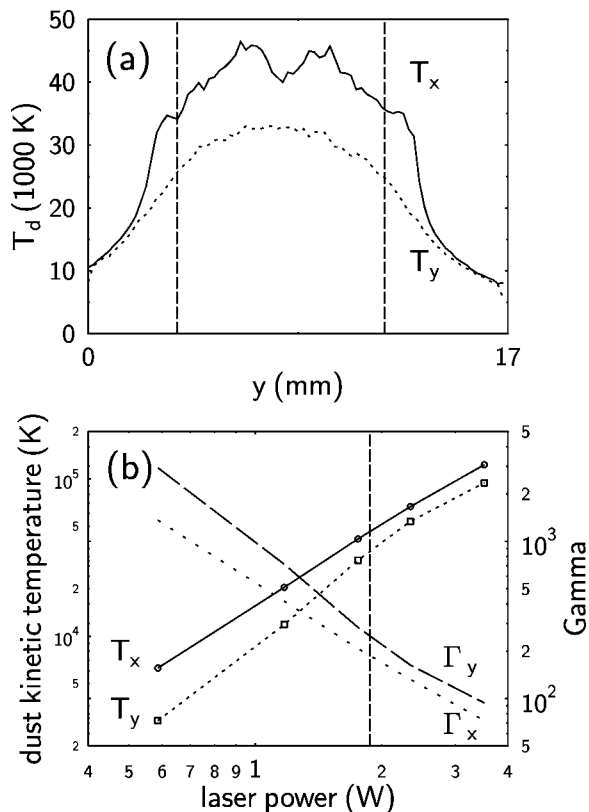 50
40
30
20
10
0
T_d (1000 K)
(a)
T_x
T_y
0
17
y (mm)
2
10^5
5
2
10^4
5
2
dust kinetic temperature (K)
(b)
T_x
T_y
Γ_y
Γ_x
5
2
10^3
5
2
10^2
5
Gamma
4 5 6 7 8 9 1 2 3 4
laser power (W)